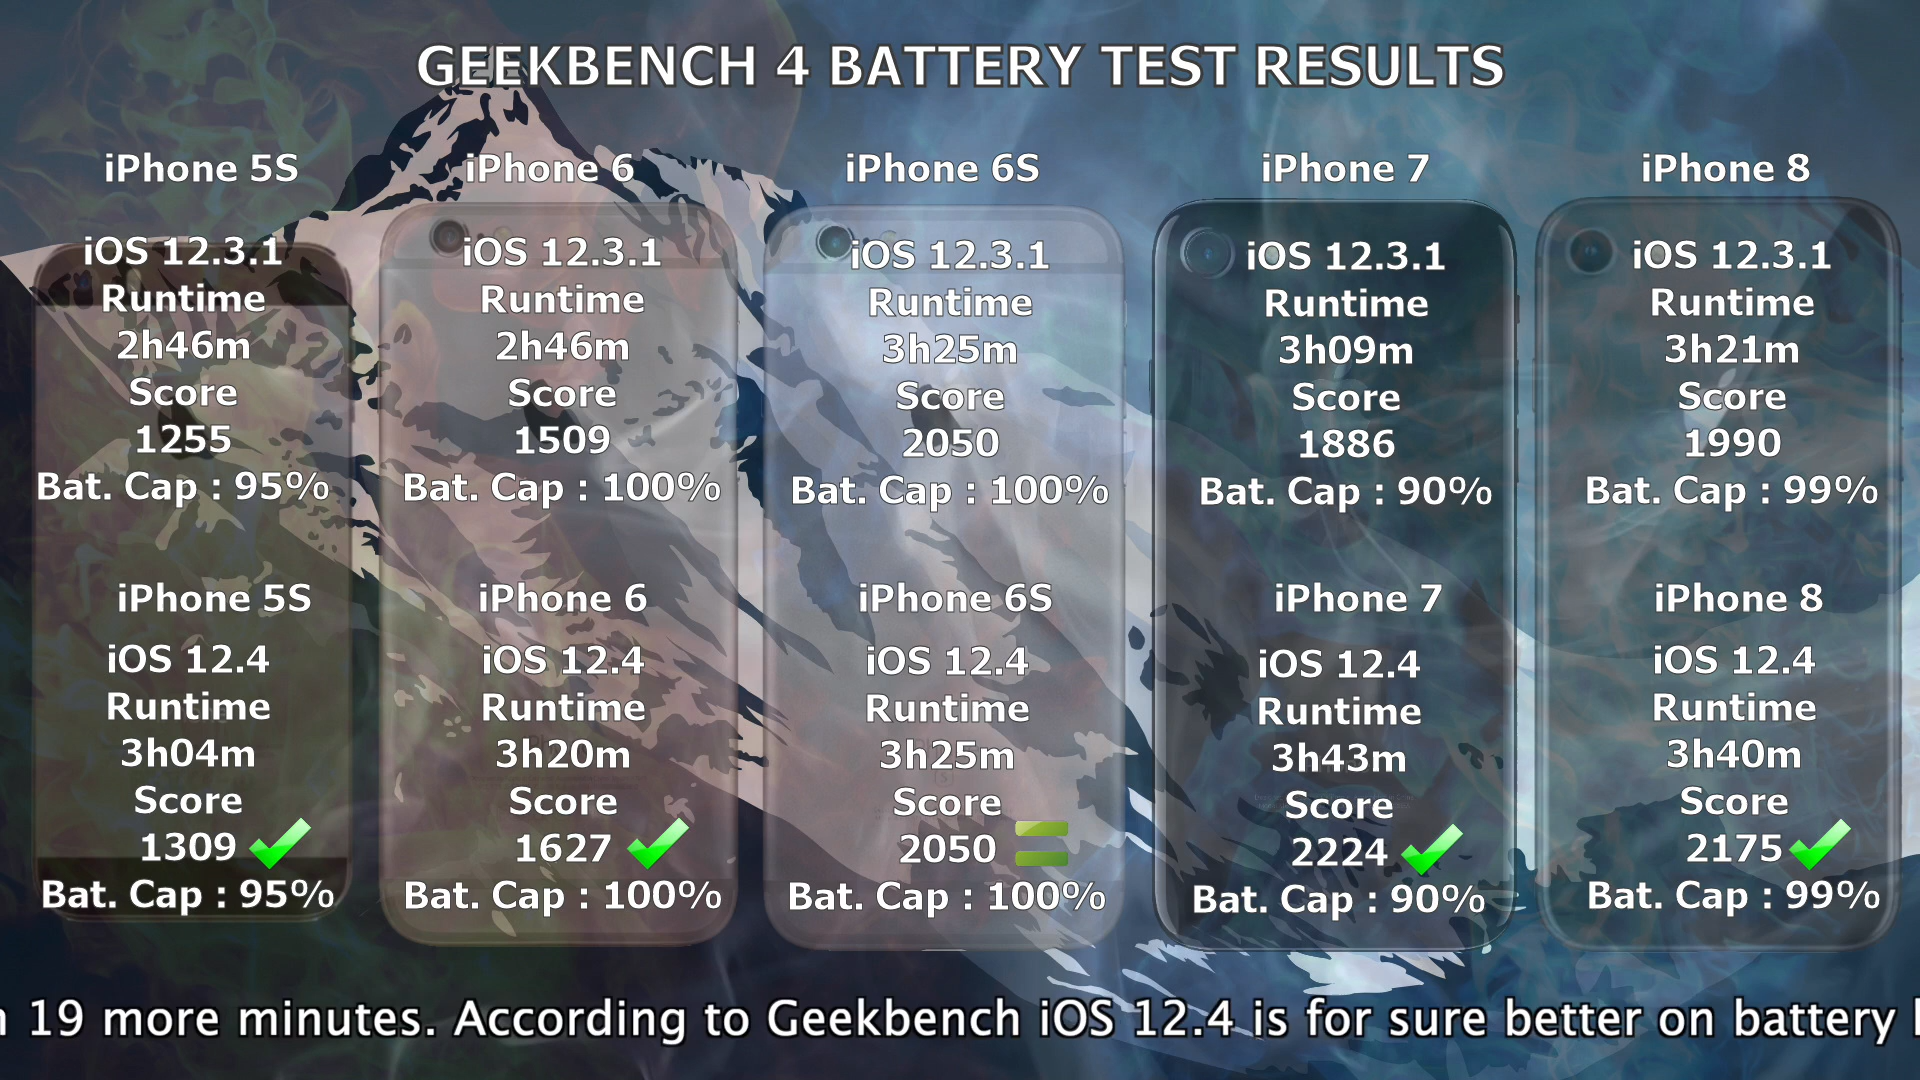 GEEKBENCH 4 BATTERY TEST RESULTS
iPhone 5S
iOS 12.3.1
Runtime
2h46m
Score
1255
Bat. Cap : 95%
iPhone 6
iOS 12.3.1
Runtime
2h46m
Score
1509
Bat. Cap : 100%
iPhone 6S
iOS 12.3.1
Runtime
3h25m
Score
2050
Bat. Cap : 100%
iPhone 7
iOS 12.3.1
Runtime
3h09m
Score
1886
Bat. Cap : 90%
iPhone 8
iOS 12.3.1
Runtime
3h21m
Score
1990
Bat. Cap : 99%
iPhone 5S
iOS 12.4
Runtime
3h04m
Score
1309
Bat. Cap : 95%
iPhone 6
iOS 12.4
Runtime
3h20m
Score
1627
Bat. Cap : 100%
iPhone 6S
iOS 12.4
Runtime
3h25m
Score
2050
Bat. Cap : 100%
iPhone 7
iOS 12.4
Runtime
3h43m
Score
2224
Bat. Cap : 90%
iPhone 8
iOS 12.4
Runtime
3h40m
Score
2175
Bat. Cap : 99%
19 more minutes. According to Geekbench iOS 12.4 is for sure better on battery